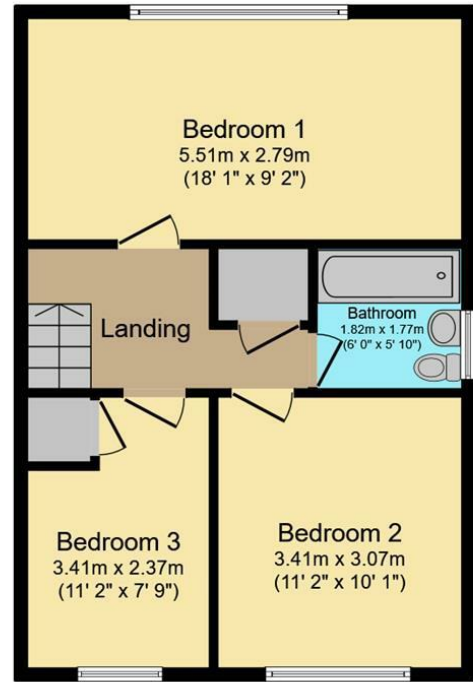 Bedroom 1
5.51m x 2.79m
(18' 1" x 9' 2")
Landing
Bathroom
1.82m x 1.77m
(6' 0" x 5' 10")
Bedroom 3
3.41m x 2.37m
(11' 2" x 7' 9")
Bedroom 2
3.41m x 3.07m
(11' 2" x 10' 1")